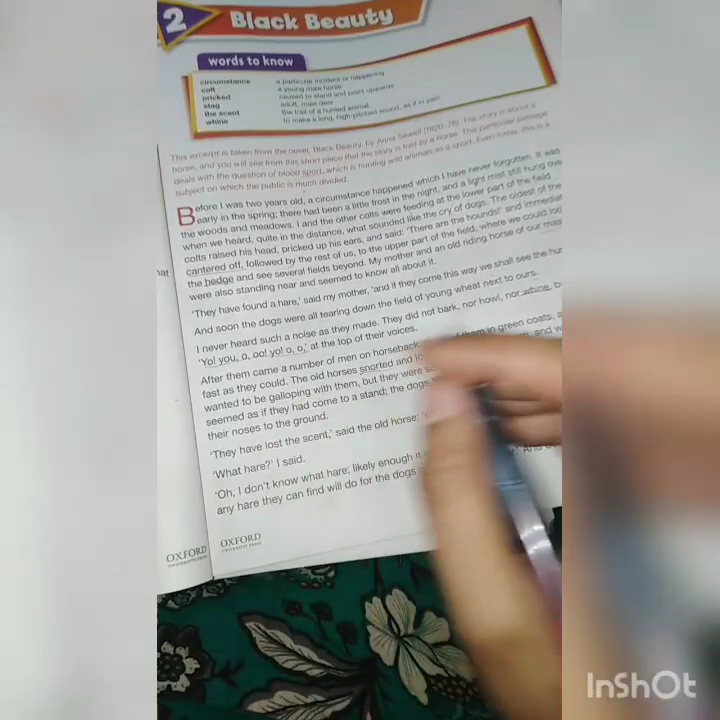 2 Black Beauty
words to know
circumstance a particular incident or happening
colt a young male horse
pricked caused to stand and point upwards
stag adult, male deer
the scent the trail of a hunted animal
whine to make a long, high-pitched sound, as if in pain
This excerpt is taken from the novel, Black Beauty, by Anna Sewell (1820-78). The story is about a
horse, and you will see from this short piece that the story is told by a horse. This particular passage
deals with the question of blood sport, which is hunting wild animals as a sport. Even today, this is a
subject on which the public is much divided.
Before I was two years old, a circumstance happened which I have never forgotten. It was
early in the spring; there had been a little frost in the night, and a light mist still hung over
the woods and meadows. I and the other colts were feeding at the lower part of the field
when we heard, quite in the distance, what sounded like the cry of dogs. The oldest of the
colts raised his head, pricked up his ears, and said: 'There are the hounds!' and immediat
cantered off, followed by the rest of us, to the upper part of the field, where we could loo
the hedge and see several fields beyond. My mother and an old riding horse of our mas
were also standing near and seemed to know all about it.
'They have found a hare,' said my mother, 'and if they come this way we shall see the hun
And soon the dogs were all tearing down the field of young wheat next to ours.
I never heard such a noise as they made. They did not bark, nor howl, nor whine, b
'Yo! you, o, oo! yo! o, o,' at the top of their voices.
After them came a number of men on horseback, them in green coats, a
fast as they could. The old horses snorted and lo and w
wanted to be galloping with them, but they were s
seemed as if they had come to a stand; the dogs
their noses to the ground.
'They have lost the scent,' said the old horse;
'What hare?' I said.
'Oh, I don't know what hare; likely enough it And
any hare they can find will do for the dogs
hat
OXFORD
UNIVERSITY PRESS
OXFORD
UNIVERSITY PRESS
InShOt